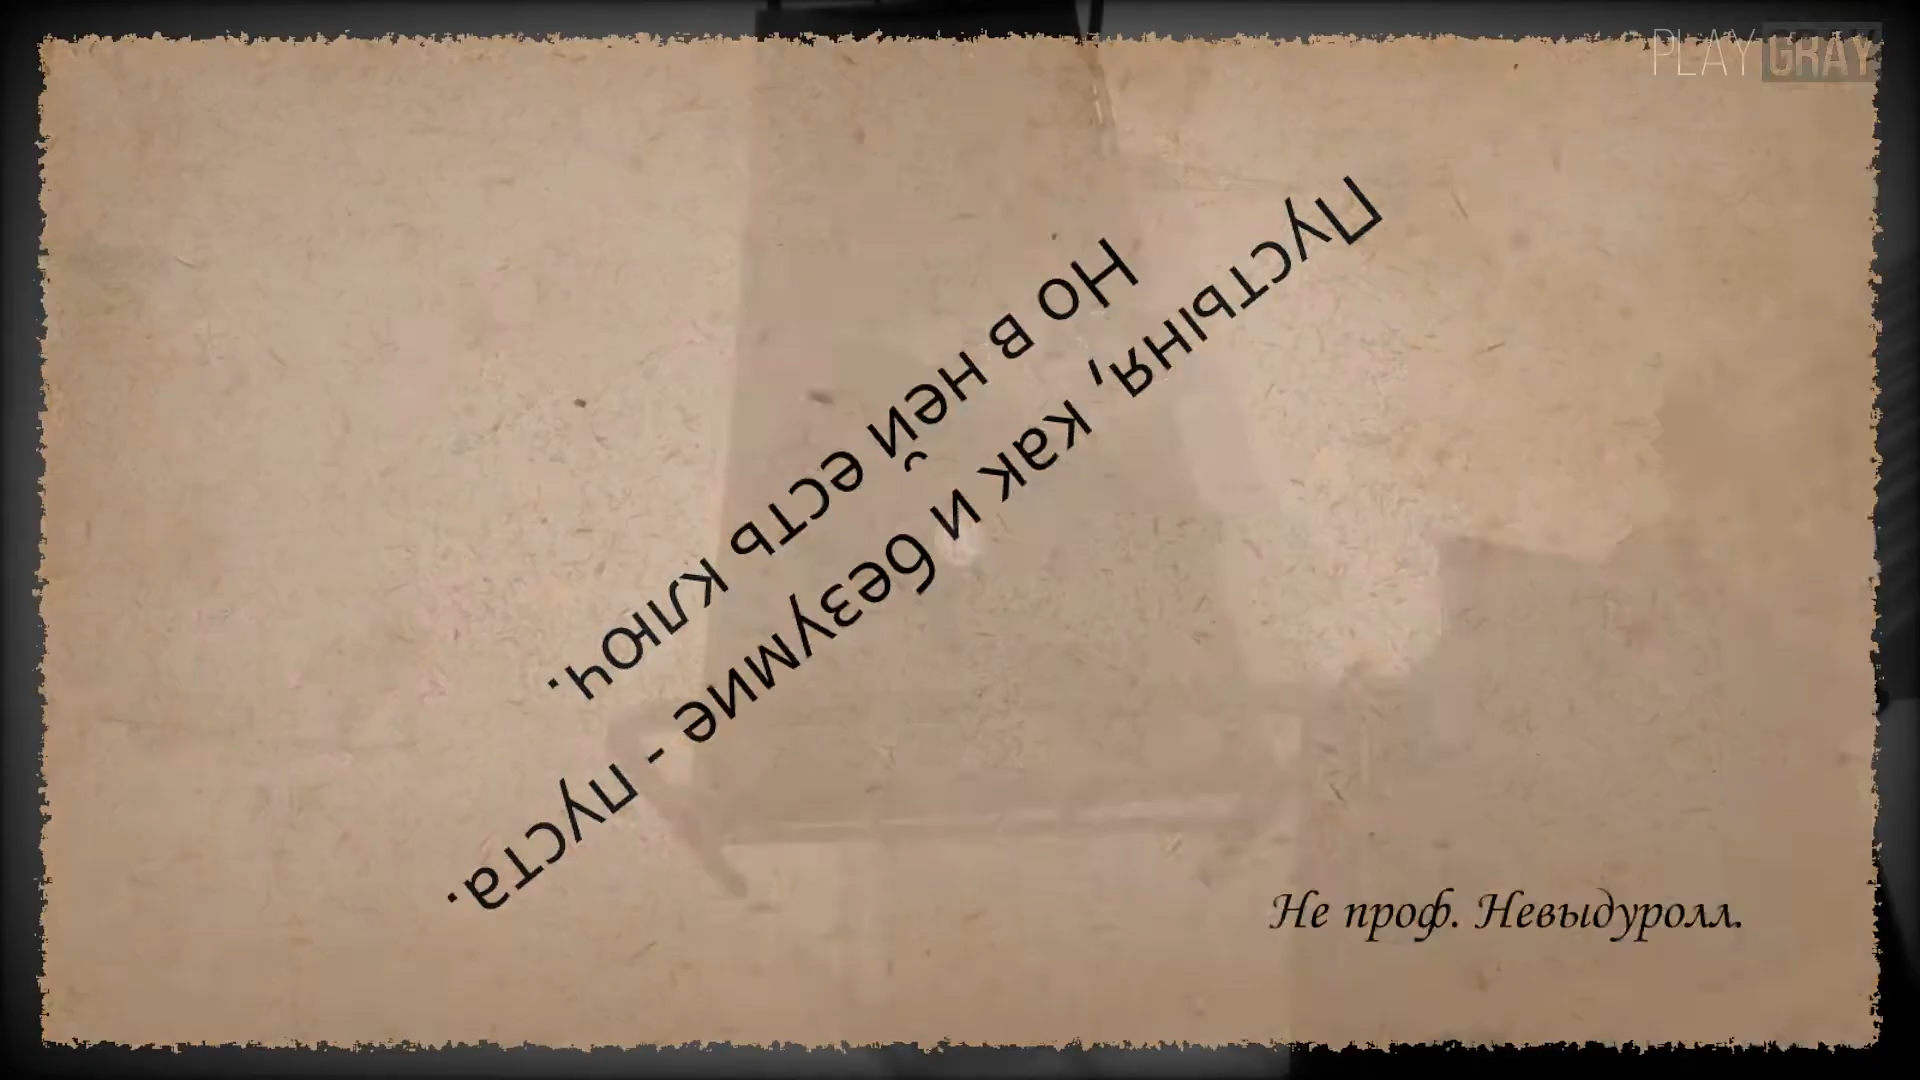 PLAY GRAY
Пустыня, как и безумие - пуста.
Но в ней есть ключ.
Не проф. Невыдуролл.